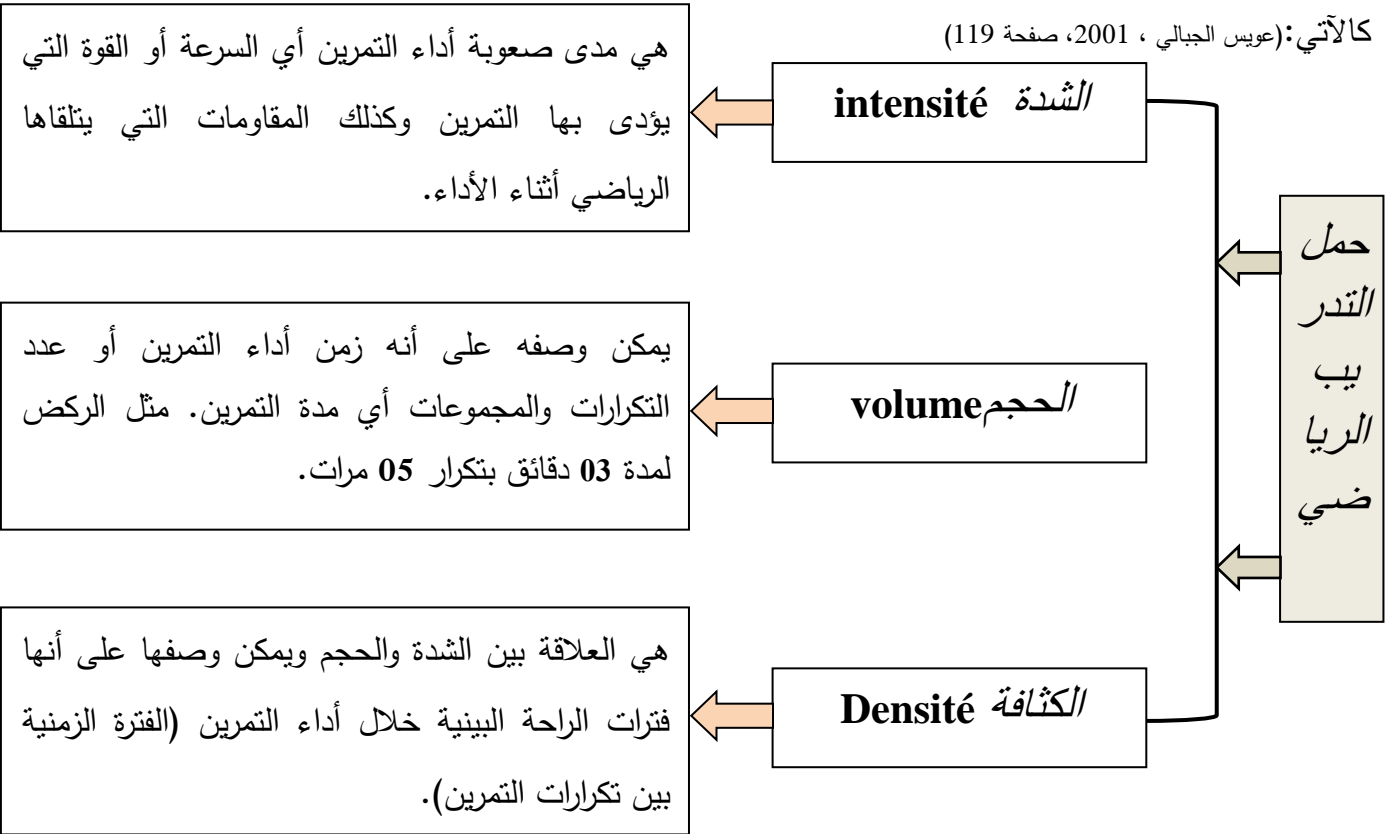 كالآتي:(عويس الجبالي ، 2001، صفحة 119)
حمل
التدر
يب
الريا
ضي
الشدة intensité
هي مدى صعوبة أداء التمرين أي السرعة أو القوة التي
يؤدى بها التمرين وكذلك المقاومات التي يتلقاها
الرياضي أثناء الأداء.
الحجمvolume
يمكن وصفه على أنه زمن أداء التمرين أو عدد
التكرارات والمجموعات أي مدة التمرين. مثل الركض
لمدة 03 دقائق بتكرار 05 مرات.
الكثافة Densité
هي العلاقة بين الشدة والحجم ويمكن وصفها على أنها
فترات الراحة البينية خلال أداء التمرين (الفترة الزمنية
بين تكرارات التمرين).